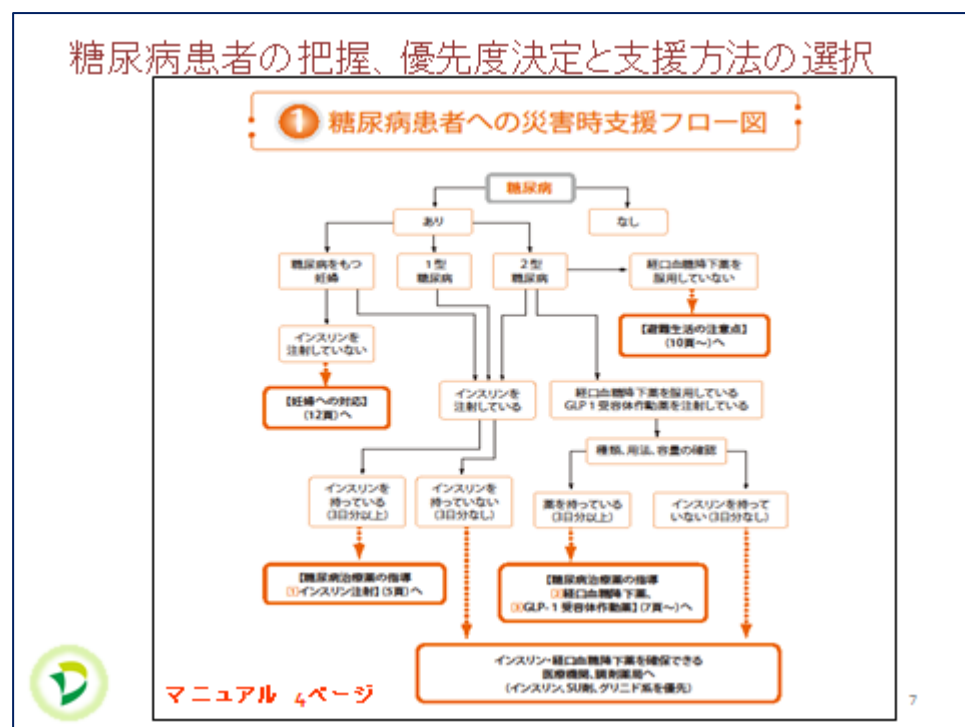 糖尿病患者の把握、優先度決定と支援方法の選択
1 糖尿病患者への災害時支援フロー図
糖尿病
あり
なし
糖尿病をもつ
妊婦
1型
糖尿病
2型
糖尿病
経口血糖降下薬を
服用していない
【避難生活の注意点】
(10頁~)へ
インスリンを
注射していない
【妊婦への対応】
(12頁)へ
インスリンを
注射している
経口血糖降下薬を服用している
GLP1受容体作動薬を注射している
種類、用法、容量の確認
インスリンを
持っている
(3日分以上)
インスリンを
持っていない
(3日分なし)
薬を持っている
(3日分以上)
インスリンを持って
いない(3日分なし)
【糖尿病治療薬の指導
①インスリン注射】(5頁)へ
【糖尿病治療薬の指導
②経口血糖降下薬、
③GLP-1受容体作動薬】(7頁~)へ
インスリン・経口血糖降下薬を確保できる
医療機関、調剤薬局へ
(インスリン、SU剤、グリニド系を優先)
マニュアル 4ページ
7